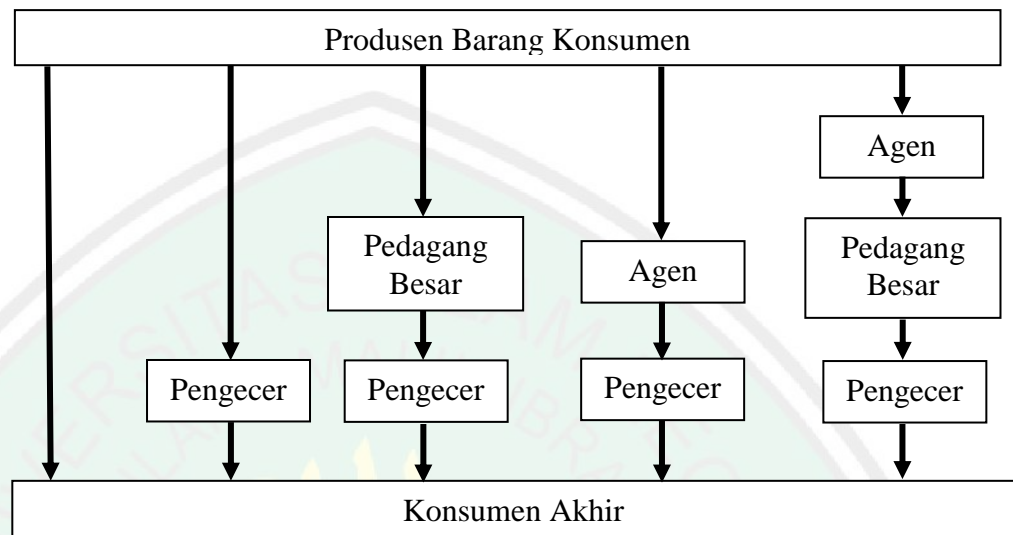 Produsen Barang Konsumen
Agen
Pedagang
Besar
Agen
Pedagang
Besar
Pengecer
Pengecer
Pengecer
Pengecer
Konsumen Akhir